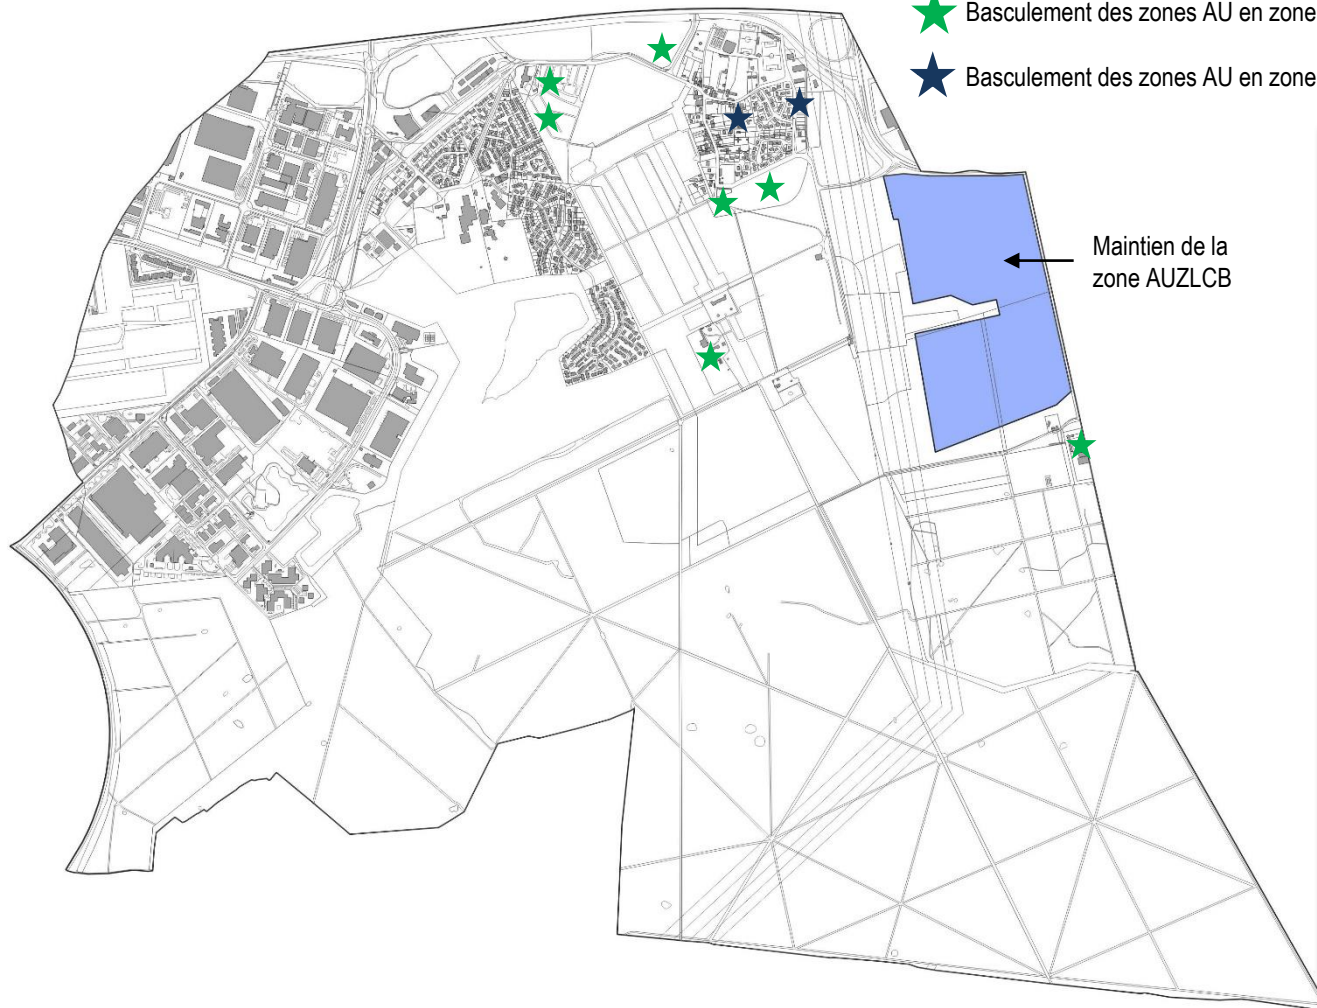 Basculement des zones AU en zone
Basculement des zones AU en zone
Maintien de la
zone AUZLCB